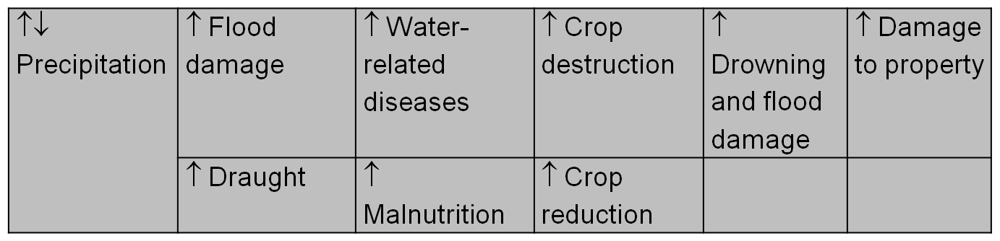 ↑↓
Precipitation
↑ Flood
damage
↑ Water-
related
diseases
↑ Crop
destruction
↑
Drowning
and flood
damage
↑ Damage
to property
↑ Draught
↑
Malnutrition
↑ Crop
reduction